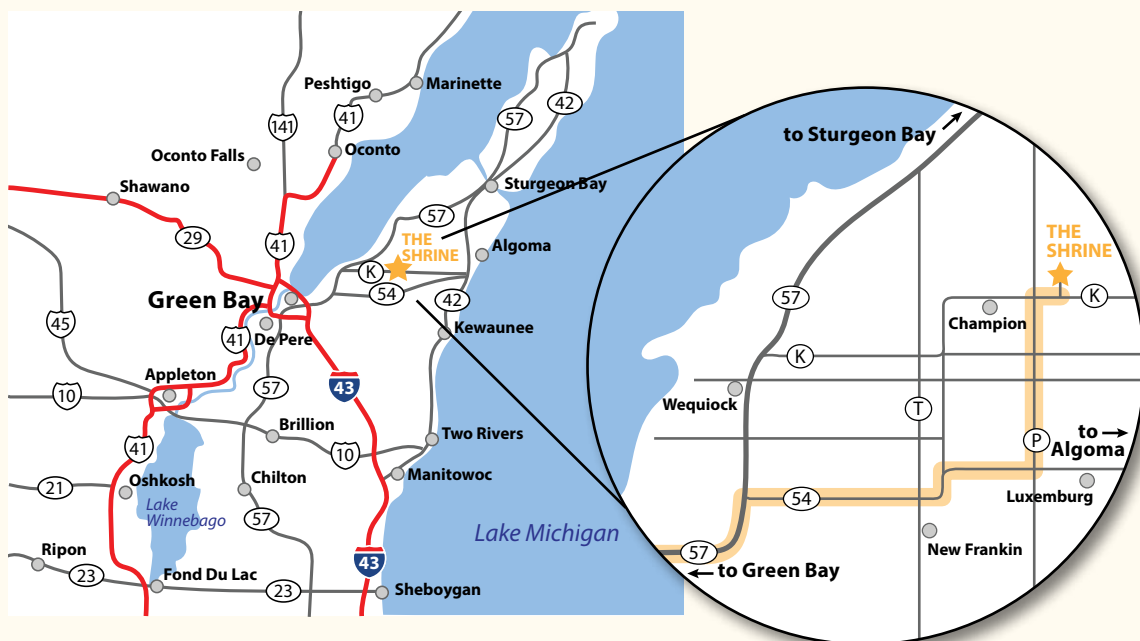 Marinette
Peshtigo
41
141
42
57
Oconto
Oconto Falls
Shawano
Sturgeon Bay
57
29
41
THE
SHRINE
Algoma
K
54
42
Green Bay
45
41
De Pere
Kewaunee
Appleton
10
57
43
Brillion
Two Rivers
41
10
Manitowoc
Chilton
21
Oshkosh
Lake
Winnebago
57
Lake Michigan
Ripon
23
Fond Du Lac
43
23
Sheboygan
to Sturgeon Bay
THE
SHRINE
57
K
Champion
K
Wequiock
T
P
to
Algoma
54
Luxemburg
New Frankin
57
to Green Bay